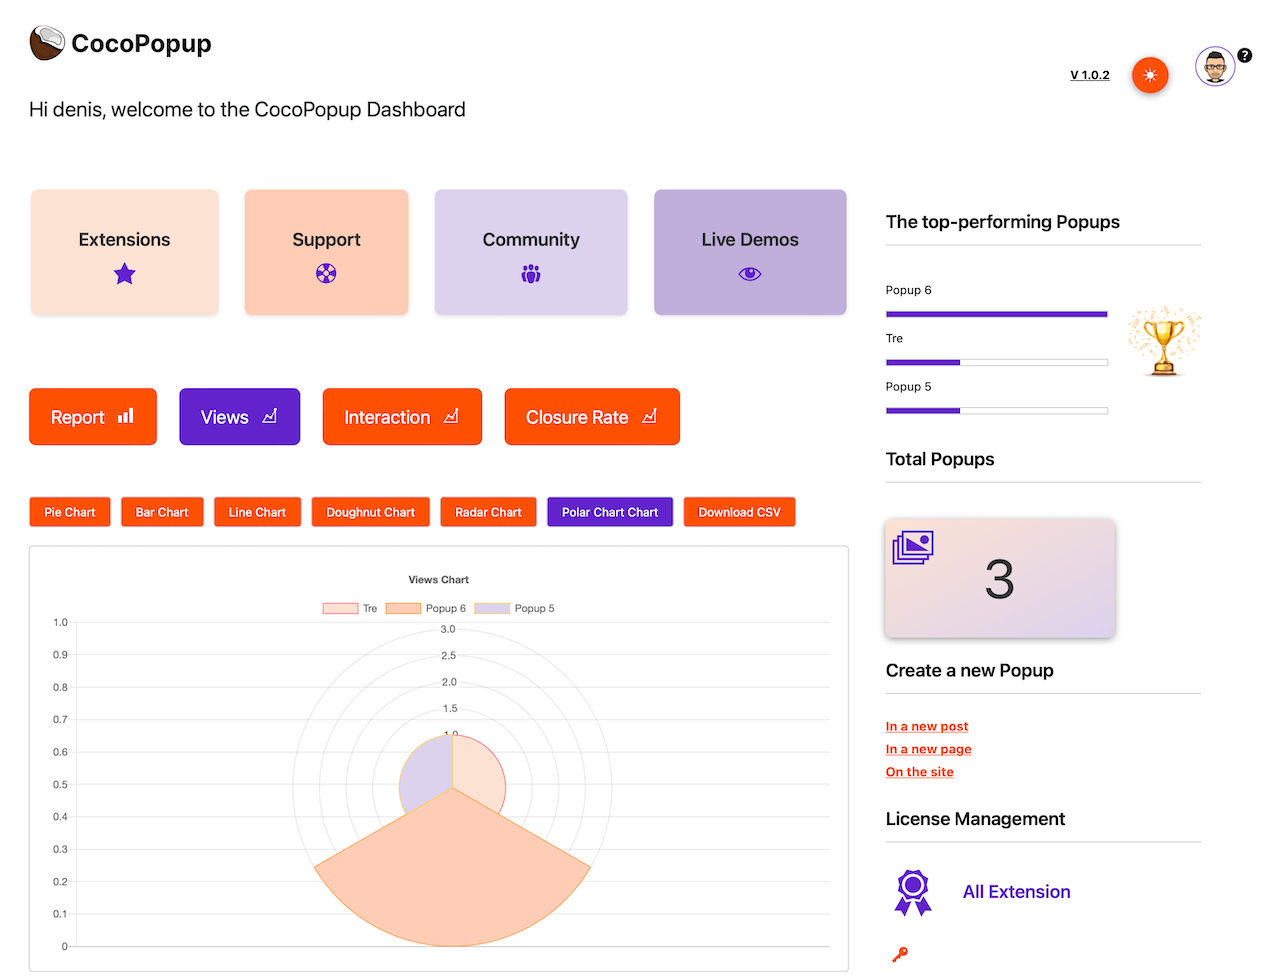 CocoPopup
V 1.0.2
?
Hi denis, welcome to the CocoPopup Dashboard
Extensions
Support
Community
Live Demos
Report
Views
Interaction
Closure Rate
Pie Chart
Bar Chart
Line Chart
Doughnut Chart
Radar Chart
Polar Chart Chart
Download CSV
Views Chart
Tre
Popup 6
Popup 5
1.0
0.9
0.8
0.7
0.6
0.5
0.4
0.3
0.2
0.1
0
3.0
2.5
2.0
1.5
1.0
The top-performing Popups
Popup 6
Tre
Popup 5
Total Popups
3
Create a new Popup
In a new post
In a new page
On the site
License Management
All Extension